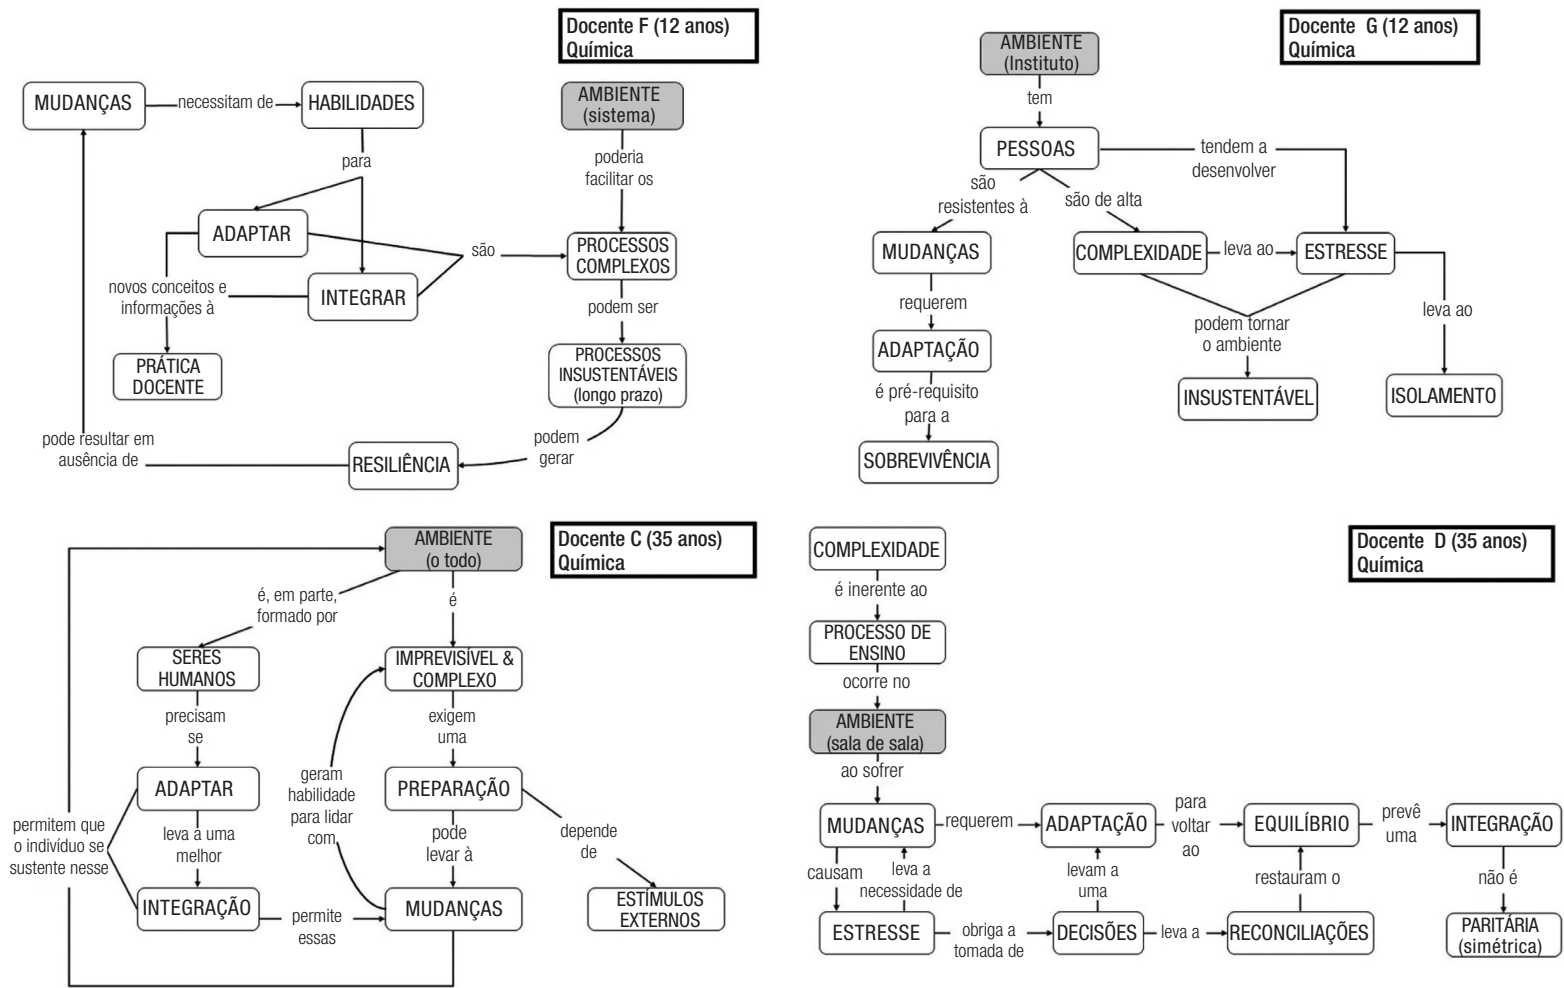 Docente F (12 anos)
Química
MUDANÇAS
necessitam de
HABILIDADES
AMBIENTE
(sistema)
para
poderia
facilitar os
ADAPTAR
INTEGRAR
são
PROCESSOS
COMPLEXOS
novos conceitos e
informações à
podem ser
PRÁTICA
DOCENTE
PROCESSOS
INSUSTENTÁVEIS
(longo prazo)
podem
gerar
RESILIÊNCIA
pode resultar em
ausência de
Docente G (12 anos)
Química
AMBIENTE
(Instituto)
tem
PESSOAS
tendem a
desenvolver
são
resistentes à
são de alta
MUDANÇAS
COMPLEXIDADE
leva ao
ESTRESSE
requerem
podem tornar
o ambiente
leva ao
ADAPTAÇÃO
é pré-requisito
para a
INSUSTENTÁVEL
ISOLAMENTO
SOBREVIVÊNCIA
Docente C (35 anos)
Química
AMBIENTE
(o todo)
é, em parte,
formado por
é
SERES
HUMANOS
IMPREVISÍVEL &
COMPLEXO
precisam
se
exigem
uma
ADAPTAR
PREPARAÇÃO
geram
habilidade
para lidar
com
permitem que
o indivíduo se
sustente nesse
leva a uma
melhor
pode
levar à
depende
de
INTEGRAÇÃO
permite
essas
MUDANÇAS
ESTÍMULOS
EXTERNOS
Docente D (35 anos)
Química
COMPLEXIDADE
é inerente ao
PROCESSO DE
ENSINO
ocorre no
AMBIENTE
(sala de sala)
ao sofrer
MUDANÇAS
requerem
ADAPTAÇÃO
para
voltar
ao
EQUILÍBRIO
prevê
uma
INTEGRAÇÃO
causam
leva a
necessidade de
levam a
uma
restauram o
não é
ESTRESSE
obriga a
tomada de
DECISÕES
leva a
RECONCILIAÇÕES
PARITÁRIA
(simétrica)